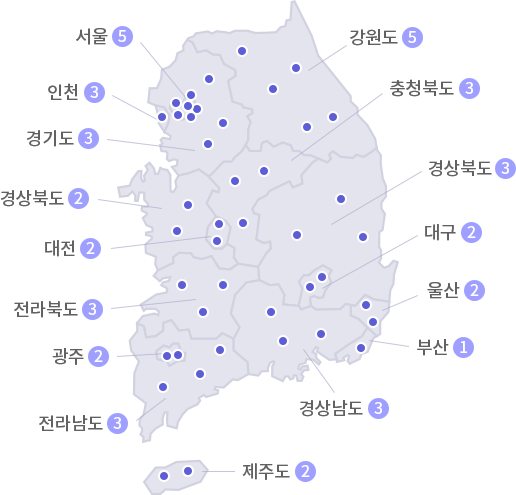 서울 5
강원도 5
인천 3
충청북도 3
경기도 3
경상북도 3
경상북도 2
대구 2
대전 2
울산 2
전라북도 3
부산 1
광주 2
경상남도 3
전라남도 3
제주도 2